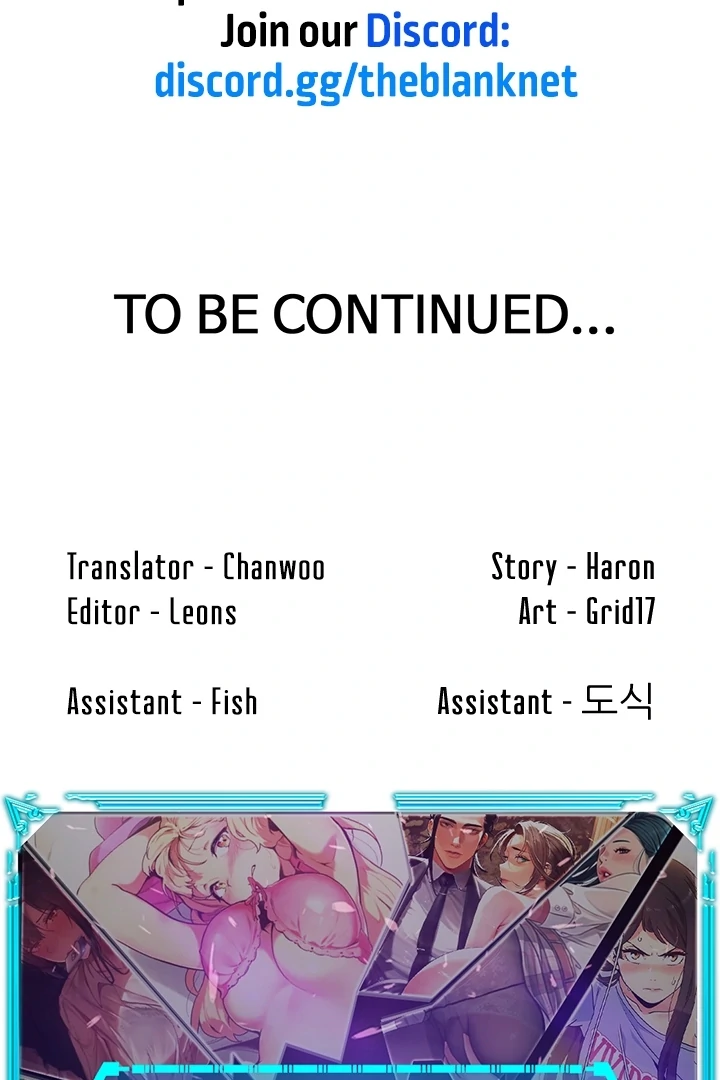 Join our Discord:
discord.gg/theblanknet
TO BE CONTINUED...
Translator - Chanwoo
Editor - Leons
Assistant - Fish
Story - Haron
Art - Grid17
Assistant - 도식